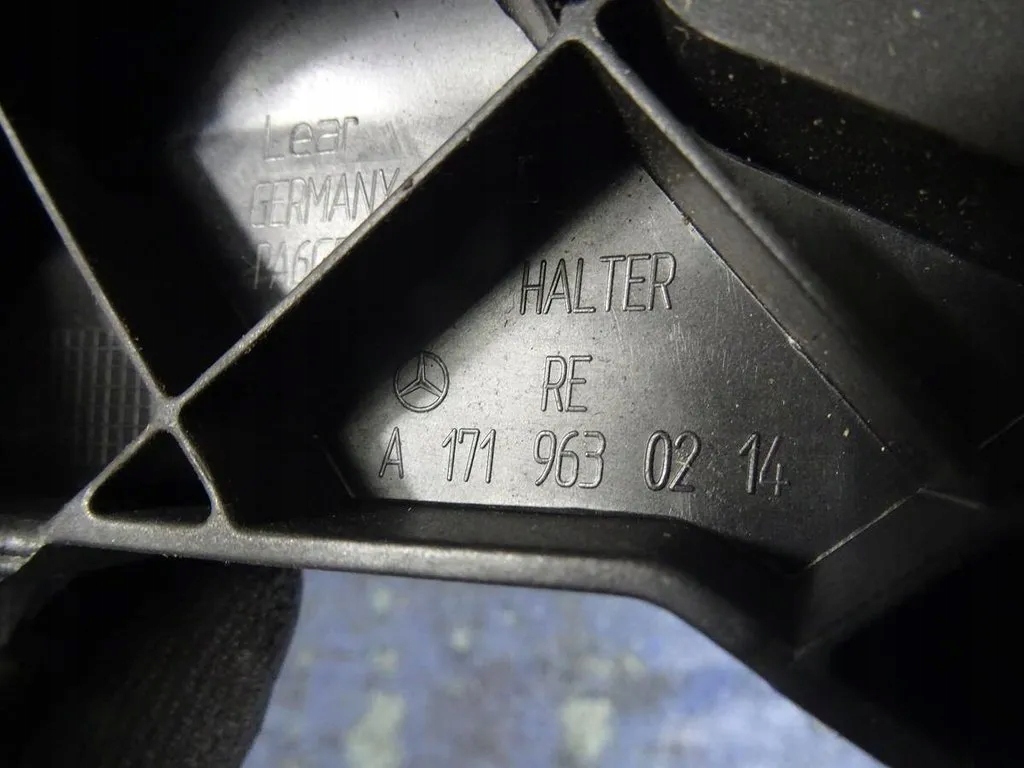 Lear
GERMANY
HALTER
RE
A 171 963 02 14